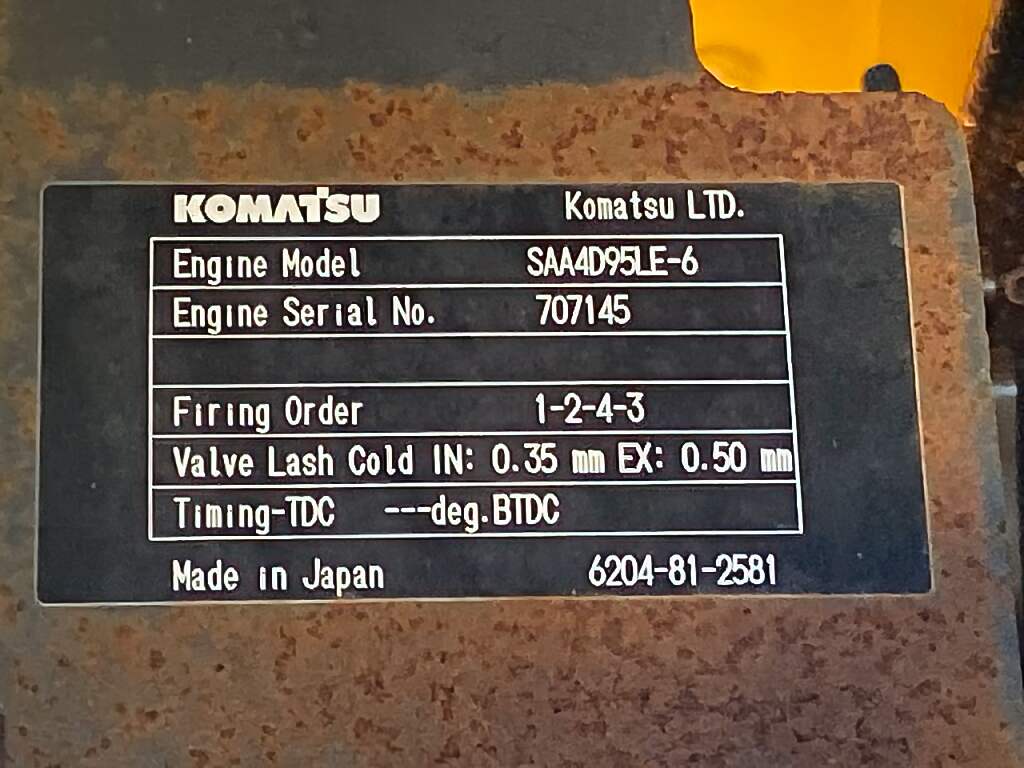 KOMATSU Komatsu LTD.
Engine Model SAA4D95LE-6
Engine Serial No. 707145
Firing Order 1-2-4-3
Valve Lash Cold IN: 0.35 mm EX: 0.50 mm
Timing-TDC ---deg.BTDC
Made in Japan 6204-81-2581